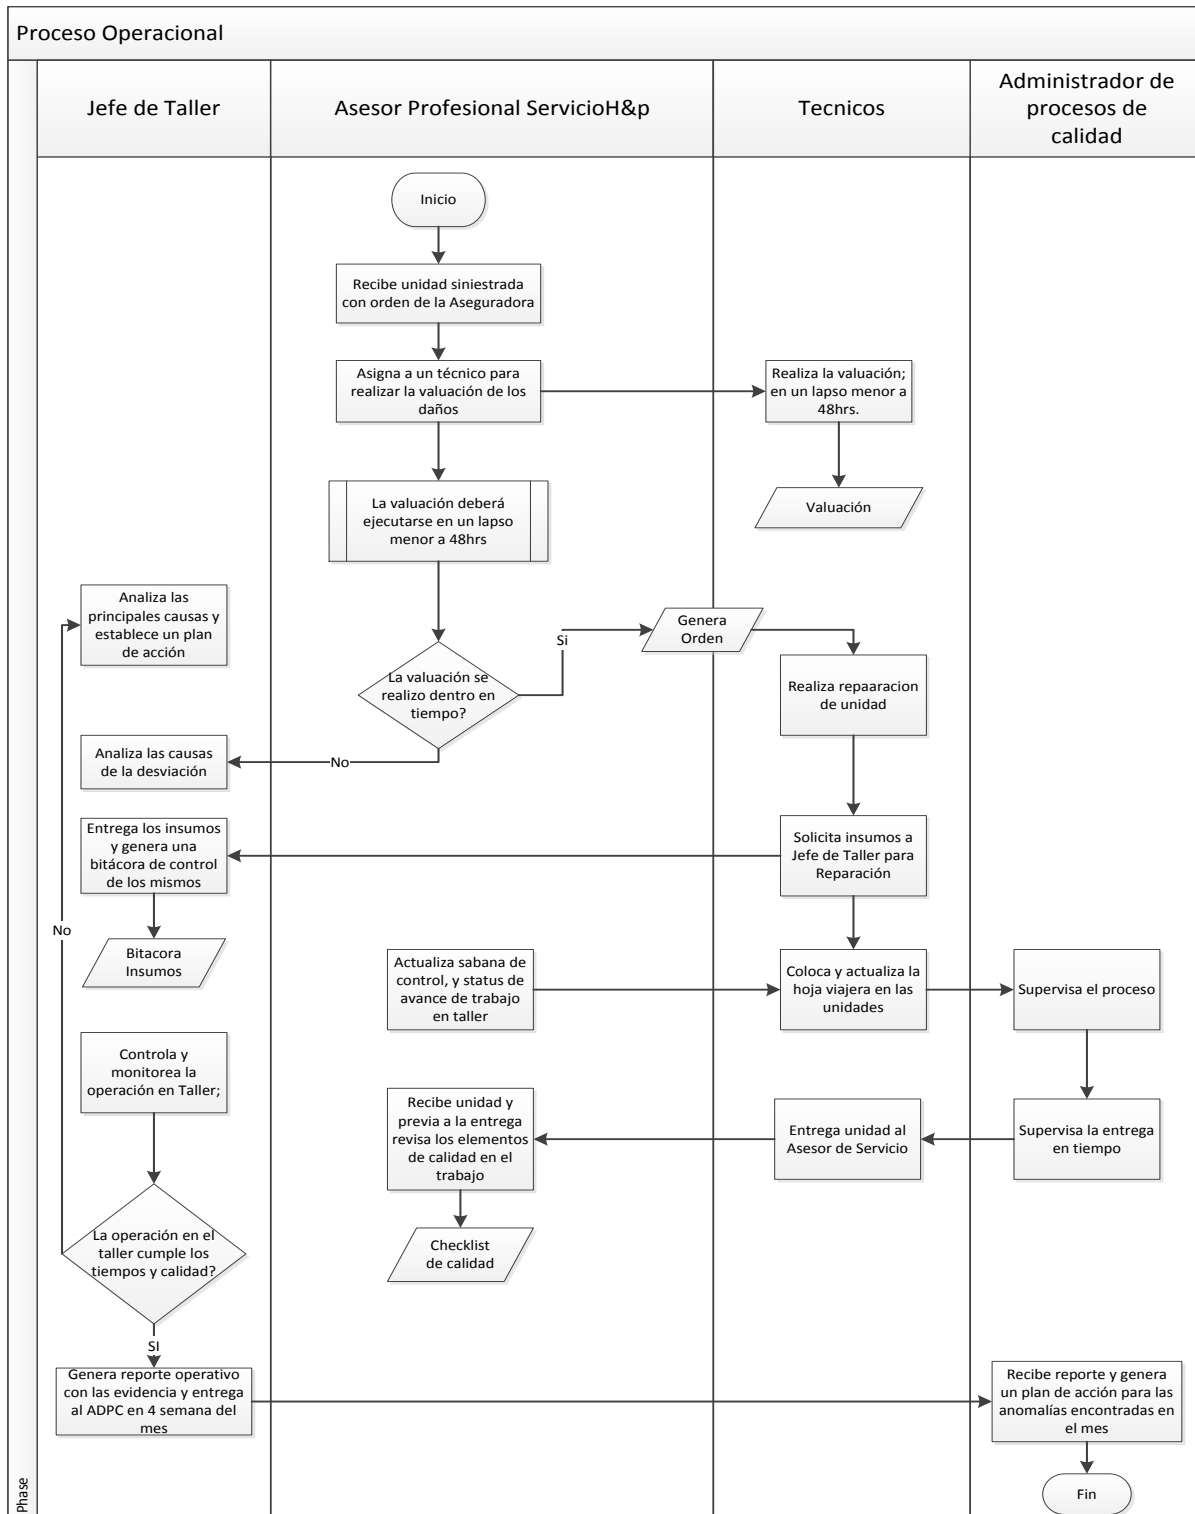 Proceso Operacional
Jefe de Taller
Asesor Profesional ServicioH&p
Tecnicos
Administrador de
procesos de
calidad
Inicio
Recibe unidad siniestrada
con orden de la Aseguradora
Asigna a un técnico para
realizar la valuación de los
daños
Realiza la valuación;
en un lapso menor a
48hrs.
La valuación deberá
ejecutarse en un lapso
menor a 48hrs
Valuación
Analiza las
principales causas y
establece un plan
de acción
Genera
Orden
Si
La valuación se
realizo dentro en
tiempo?
Realiza repaaracion
de unidad
Analiza las causas
de la desviación
No
Entrega los insumos
y genera una
bitácora de control
de los mismos
Solicita insumos a
Jefe de Taller para
Reparación
No
Bitacora
Insumos
Actualiza sabana de
control, y status de
avance de trabajo
en taller
Coloca y actualiza la
hoja viajera en las
unidades
Supervisa el proceso
Controla y
monitorea la
operación en Taller;
Recibe unidad y
previa a la entrega
revisa los elementos
de calidad en el
trabajo
Entrega unidad al
Asesor de Servicio
Supervisa la entrega
en tiempo
La operación en el
taller cumple los
tiempos y calidad?
Checklist
de calidad
SI
Genera reporte operativo
con las evidencia y entrega
al ADPC en 4 semana del
mes
Recibe reporte y genera
un plan de acción para las
anomalías encontradas en
el mes
Fin
Phase